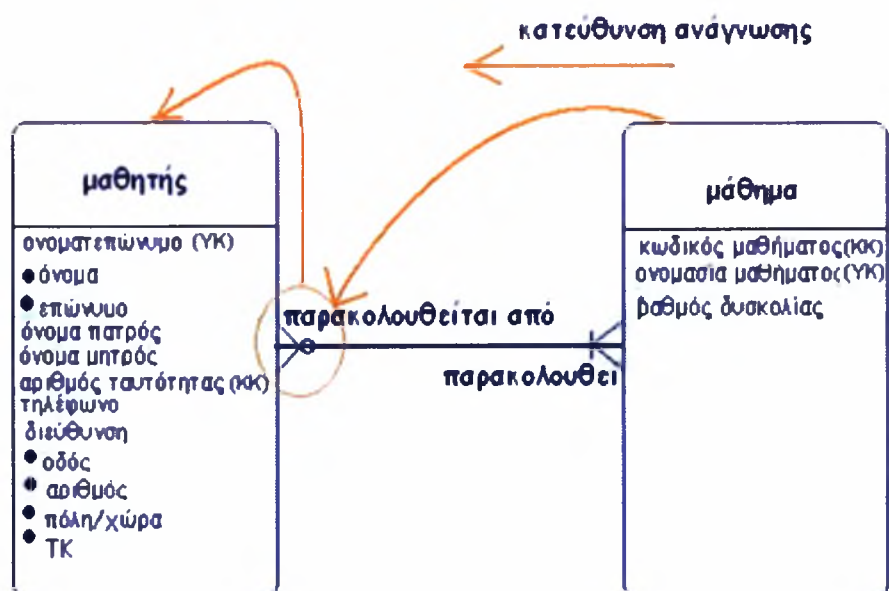 κατεύθυνση ανάγνωσης
μαθητής
ονοματεπώνυμο (ΥΚ)
• όνομα
• επώνυμο
όνομα πατρός
όνομα μητρός
αριθμός ταυτότητας (ΚΚ)
τηλέφωνο
διεύθυνση
• οδός
• αριθμός
• πόλη/χώρα
• ΤΚ
παρακολουθείται από
παρακολουθει
μάθημα
κωδικός μαθήματος(ΚΚ)
ονομασία μαθήματος(ΥΚ)
βαθμός δυσκολίας